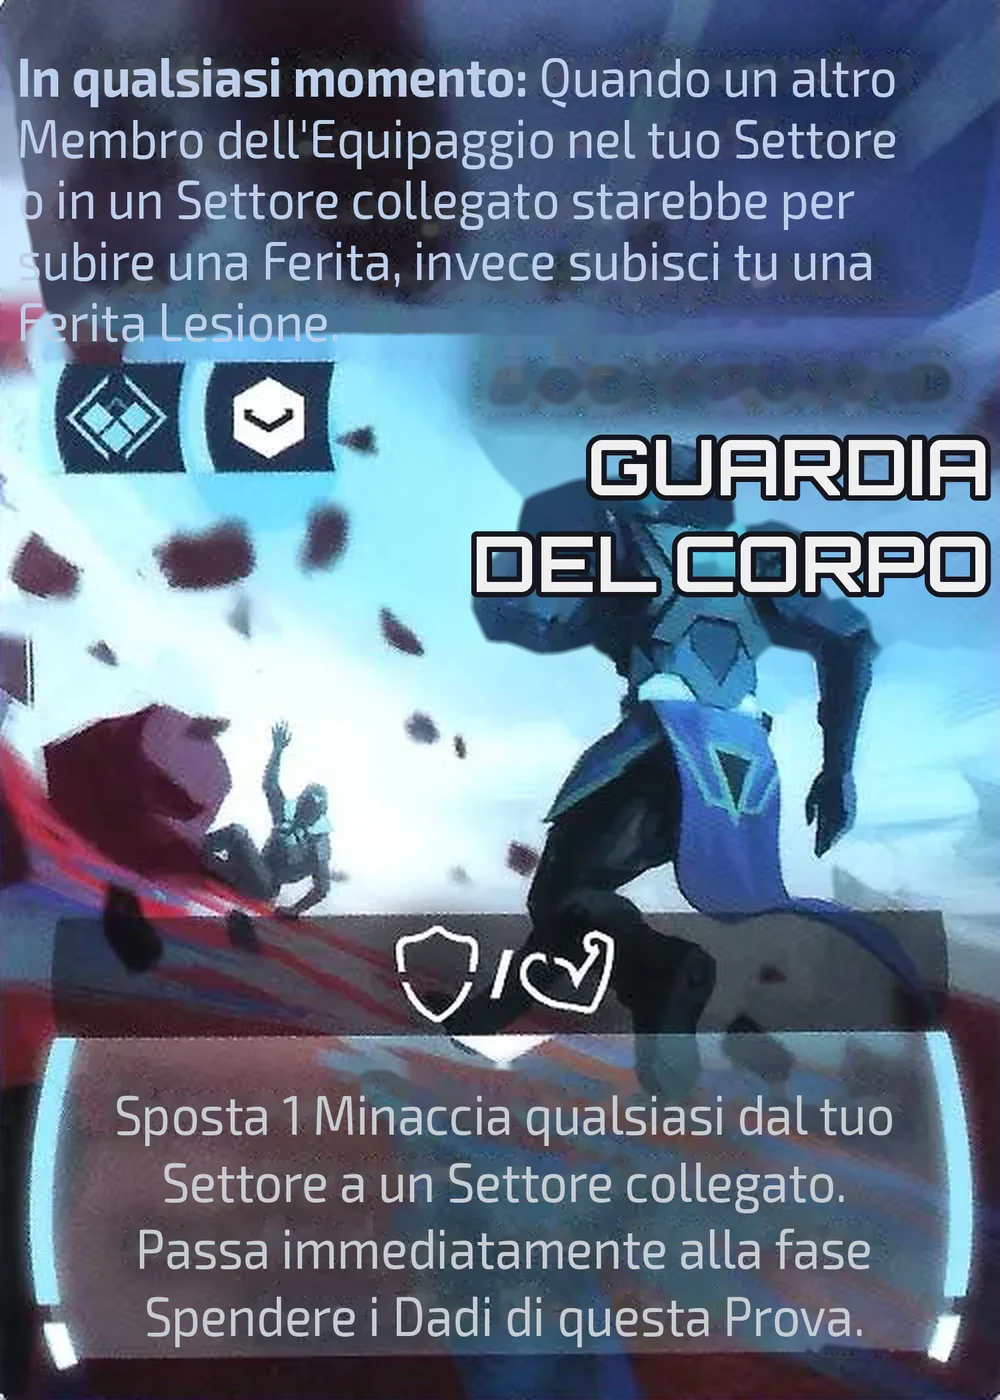 In qualsiasi momento: Quando un altro
Membro dell'Equipaggio nel tuo Settore
o in un Settore collegato starebbe per
subire una Ferita, invece subisci tu una
Ferita Lesione.
GUARDIA
DEL CORPO
Sposta 1 Minaccia qualsiasi dal tuo
Settore a un Settore collegato.
Passa immediatamente alla fase
Spendere i Dadi di questa Prova.